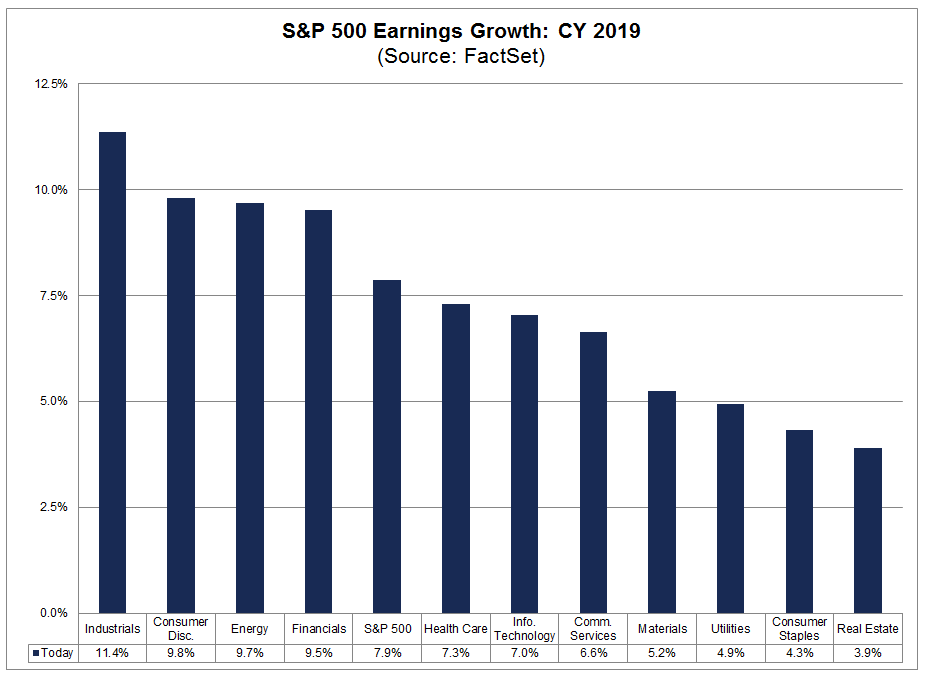 S&P 500 Earnings Growth: CY 2019
(Source: FactSet)
12.5%
10.0%
7.5%
5.0%
2.5%
0.0%
Industrials
Consumer
Disc.
Energy
Financials
S&P 500
Health Care
Info.
Technology
Comm.
Services
Materials
Utilities
Consumer
Staples
Real Estate
Today 11.4% 9.8% 9.7% 9.5% 7.9% 7.3% 7.0% 6.6% 5.2% 4.9% 4.3% 3.9%